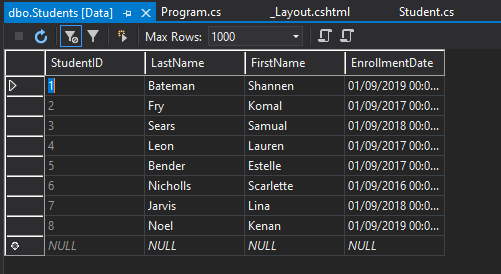 dbo.Students [Data] Program.cs _Layout.cshtml Student.cs
Max Rows: 1000
StudentID LastName FirstName EnrollmentDate
1 Bateman Shannen 01/09/2019 00:0...
2 Fry Komal 01/09/2017 00:0...
3 Sears Samual 01/09/2018 00:0...
4 Leon Lauren 01/09/2017 00:0...
5 Bender Estelle 01/09/2017 00:0...
6 Nicholls Scarlette 01/09/2016 00:0...
7 Jarvis Lina 01/09/2018 00:0...
8 Noel Kenan 01/09/2019 00:0...
NULL NULL NULL NULL